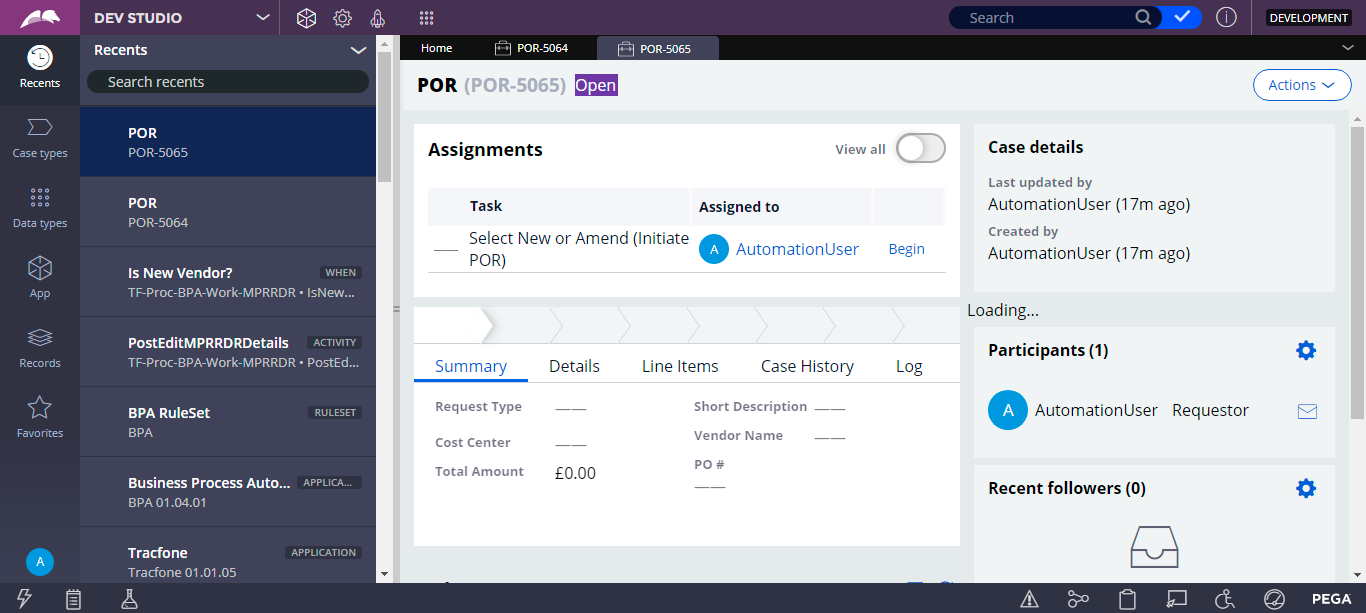 DEV STUDIO
Search
DEVELOPMENT
Recents
Case types
Data types
App
Records
Favorites
A
Recents
Search recents
POR
POR-5065
POR
POR-5064
Is New Vendor? WHEN
TF-Proc-BPA-Work-MPRRDR • IsNew...
PostEditMPRRDRDetails ACTIVITY
TF-Proc-BPA-Work-MPRRDR • PostEd...
BPA RuleSet RULESET
BPA
Business Process Auto... APPLICA...
BPA 01.04.01
Tracfone APPLICATION
Tracfone 01.01.05
Home POR-5064 POR-5065
POR (POR-5065) Open Actions
Assignments View all
Task Assigned to
Select New or Amend (Initiate
POR)
A AutomationUser Begin
Summary Details Line Items Case History Log
Request Type —— Short Description ——
Cost Center —— Vendor Name ——
Total Amount £0.00 PO #
——
Case details
Last updated by
AutomationUser (17m ago)
Created by
AutomationUser (17m ago)
Loading...
Participants (1)
A AutomationUser Requestor
Recent followers (0)
PEGA